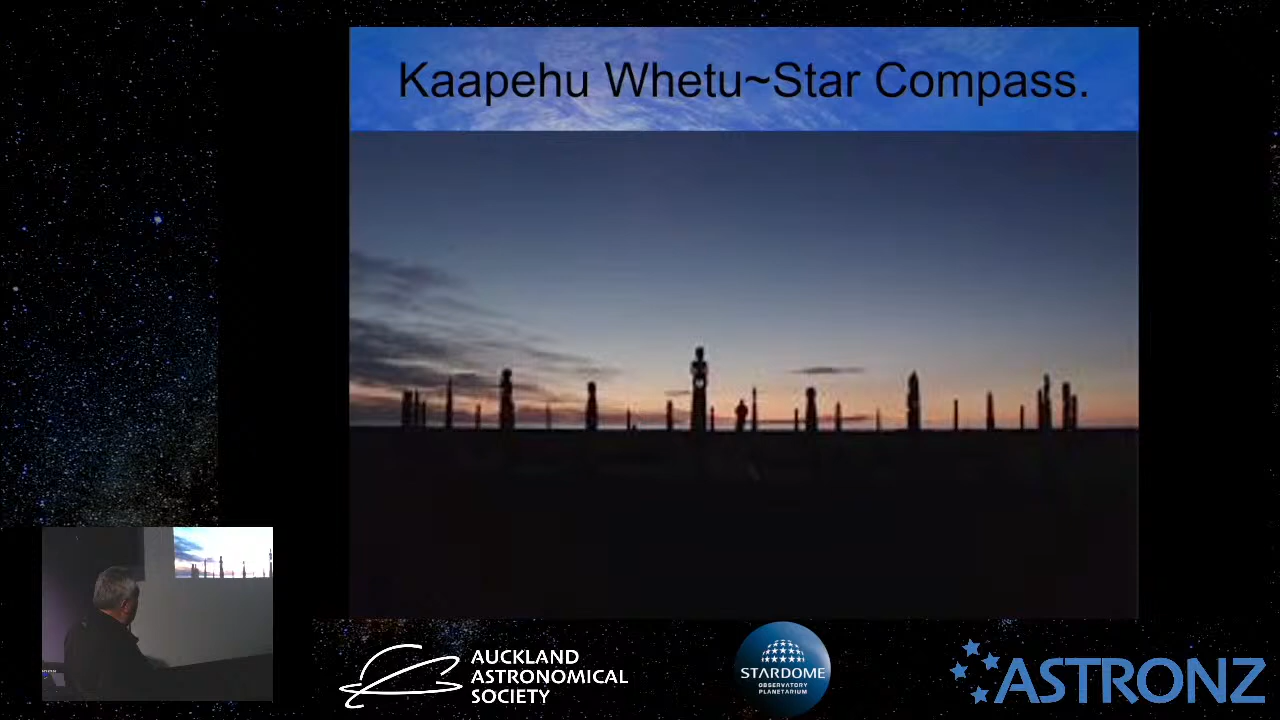 Kaapehu Whetu~Star Compass.
AUCKLAND
ASTRONOMICAL
SOCIETY
STARDOME
OBSERVATORY
PLANETARIUM
ASTRONZ